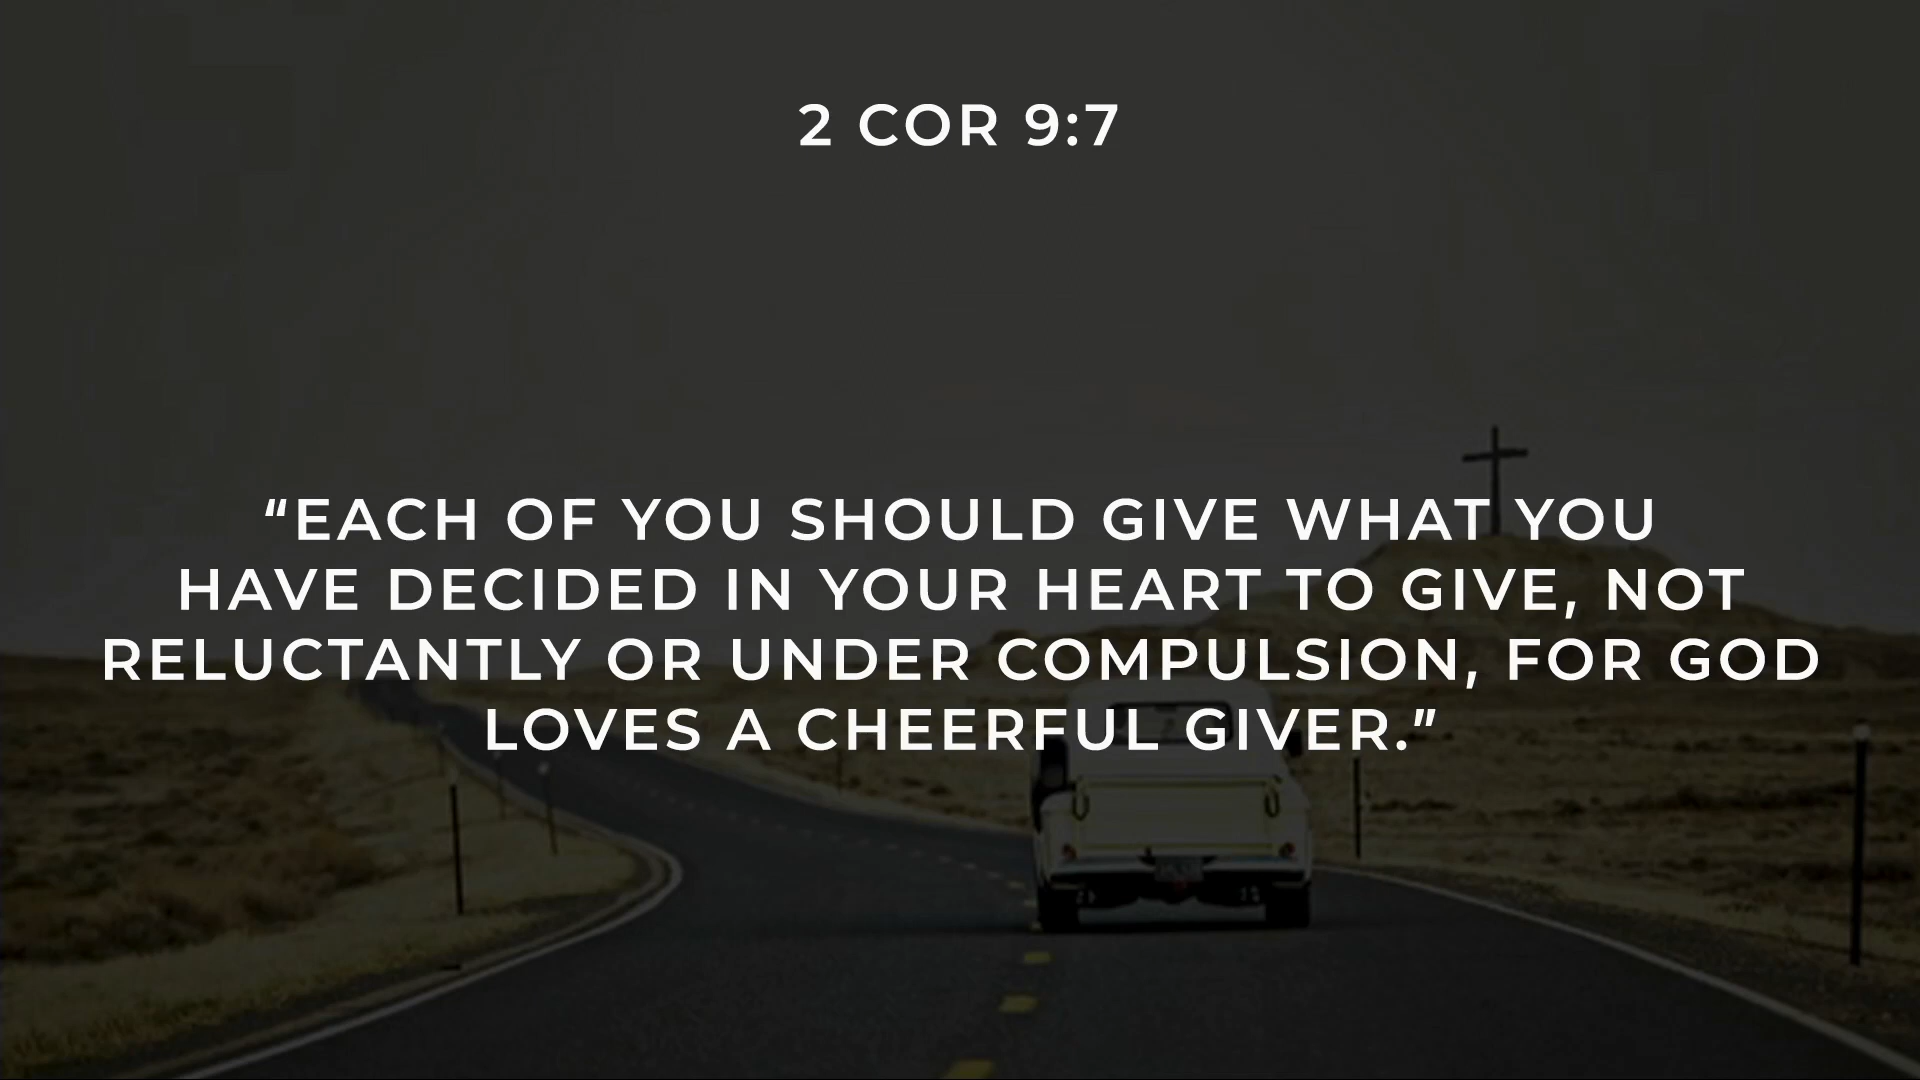 2 COR 9:7
“EACH OF YOU SHOULD GIVE WHAT YOU
HAVE DECIDED IN YOUR HEART TO GIVE, NOT
RELUCTANTLY OR UNDER COMPULSION, FOR GOD
LOVES A CHEERFUL GIVER.”